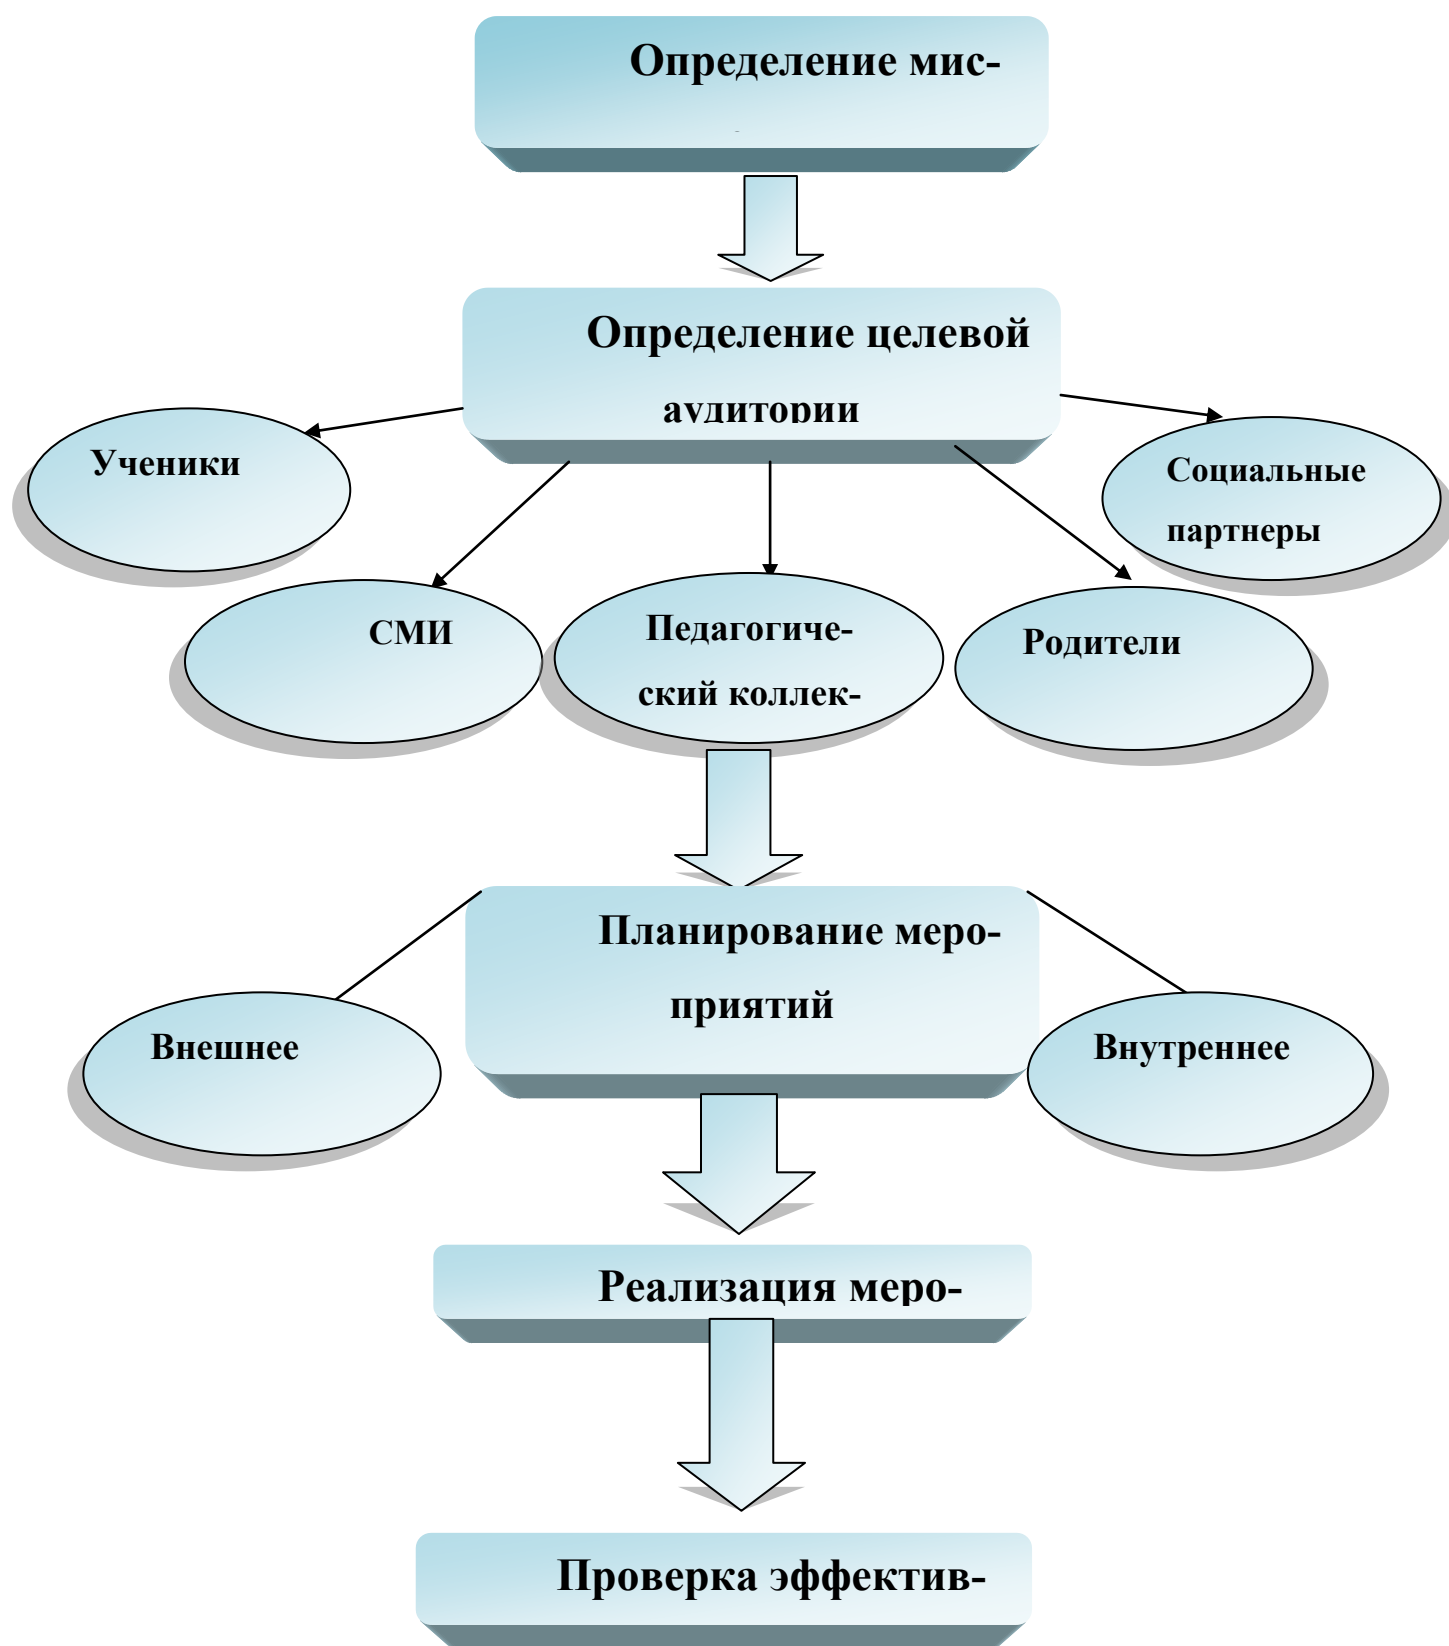 Определение мис-
Определение целевой
аудитории
Ученики
Социальные
партнеры
СМИ
Педагогиче-
ский коллек-
Родители
Планирование меро-
приятий
Внешнее
Внутреннее
Реализация меро-
Проверка эффектив-